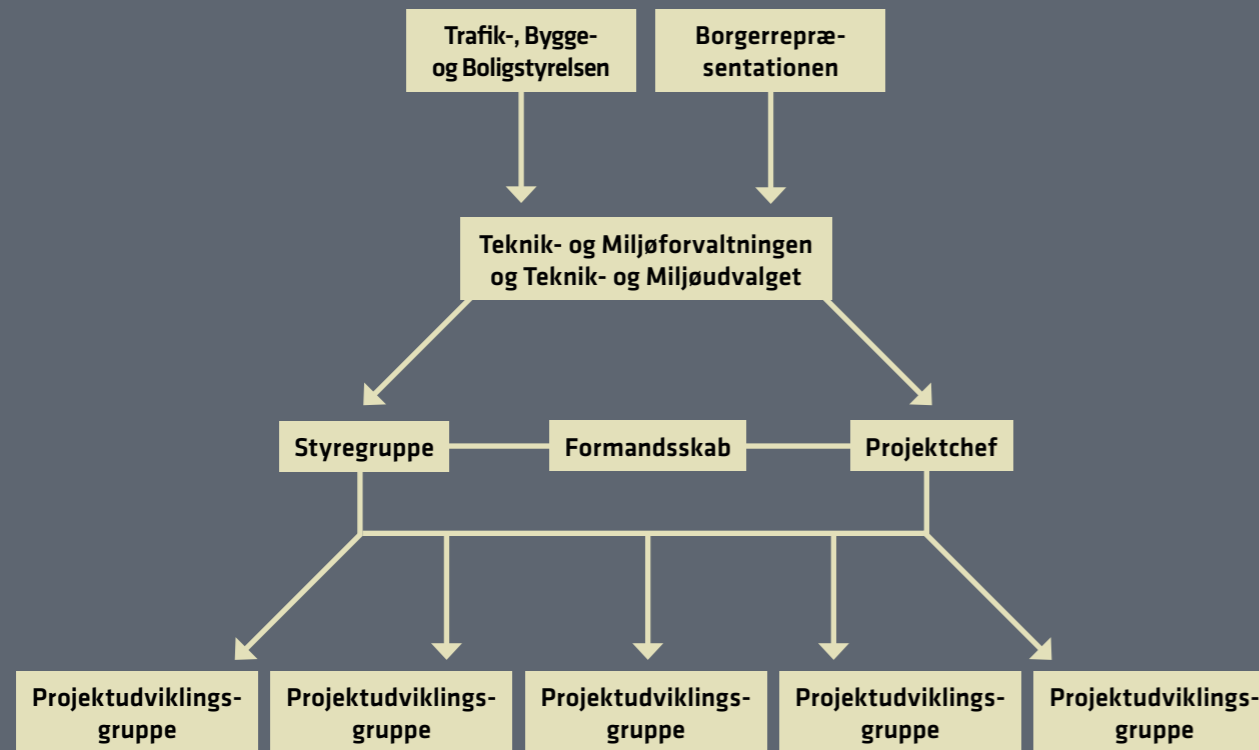 Trafik-, Bygge-
og Boligstyrelsen
Borgerrepræ-
sentationen
Teknik- og Miljøforvaltningen
og Teknik- og Miljøudvalget
Styregruppe
Formandsskab
Projektchef
Projektudviklings-
gruppe
Projektudviklings-
gruppe
Projektudviklings-
gruppe
Projektudviklings-
gruppe
Projektudviklings-
gruppe